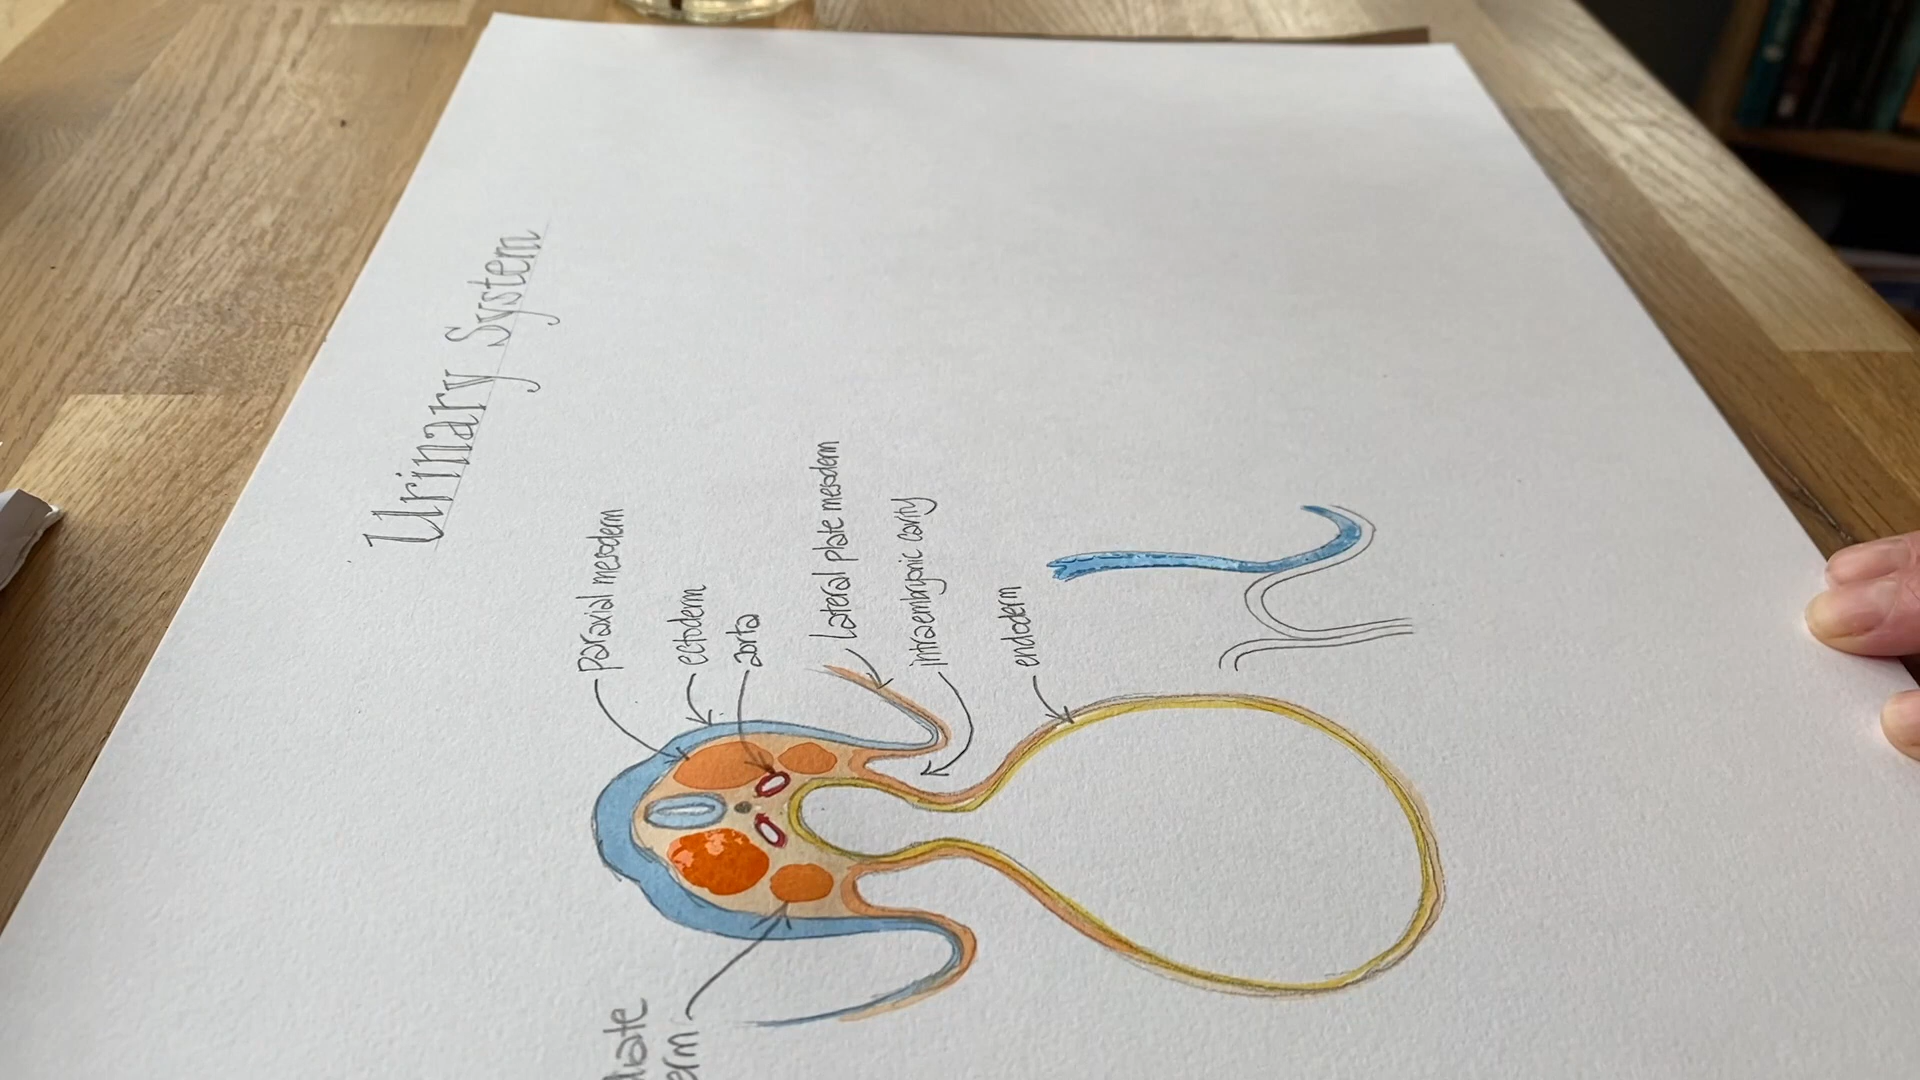 Urinary System
paraxial mesoderm
ectoderm
aorta
lateral plate mesoderm
intraembryonic cavity
endoderm